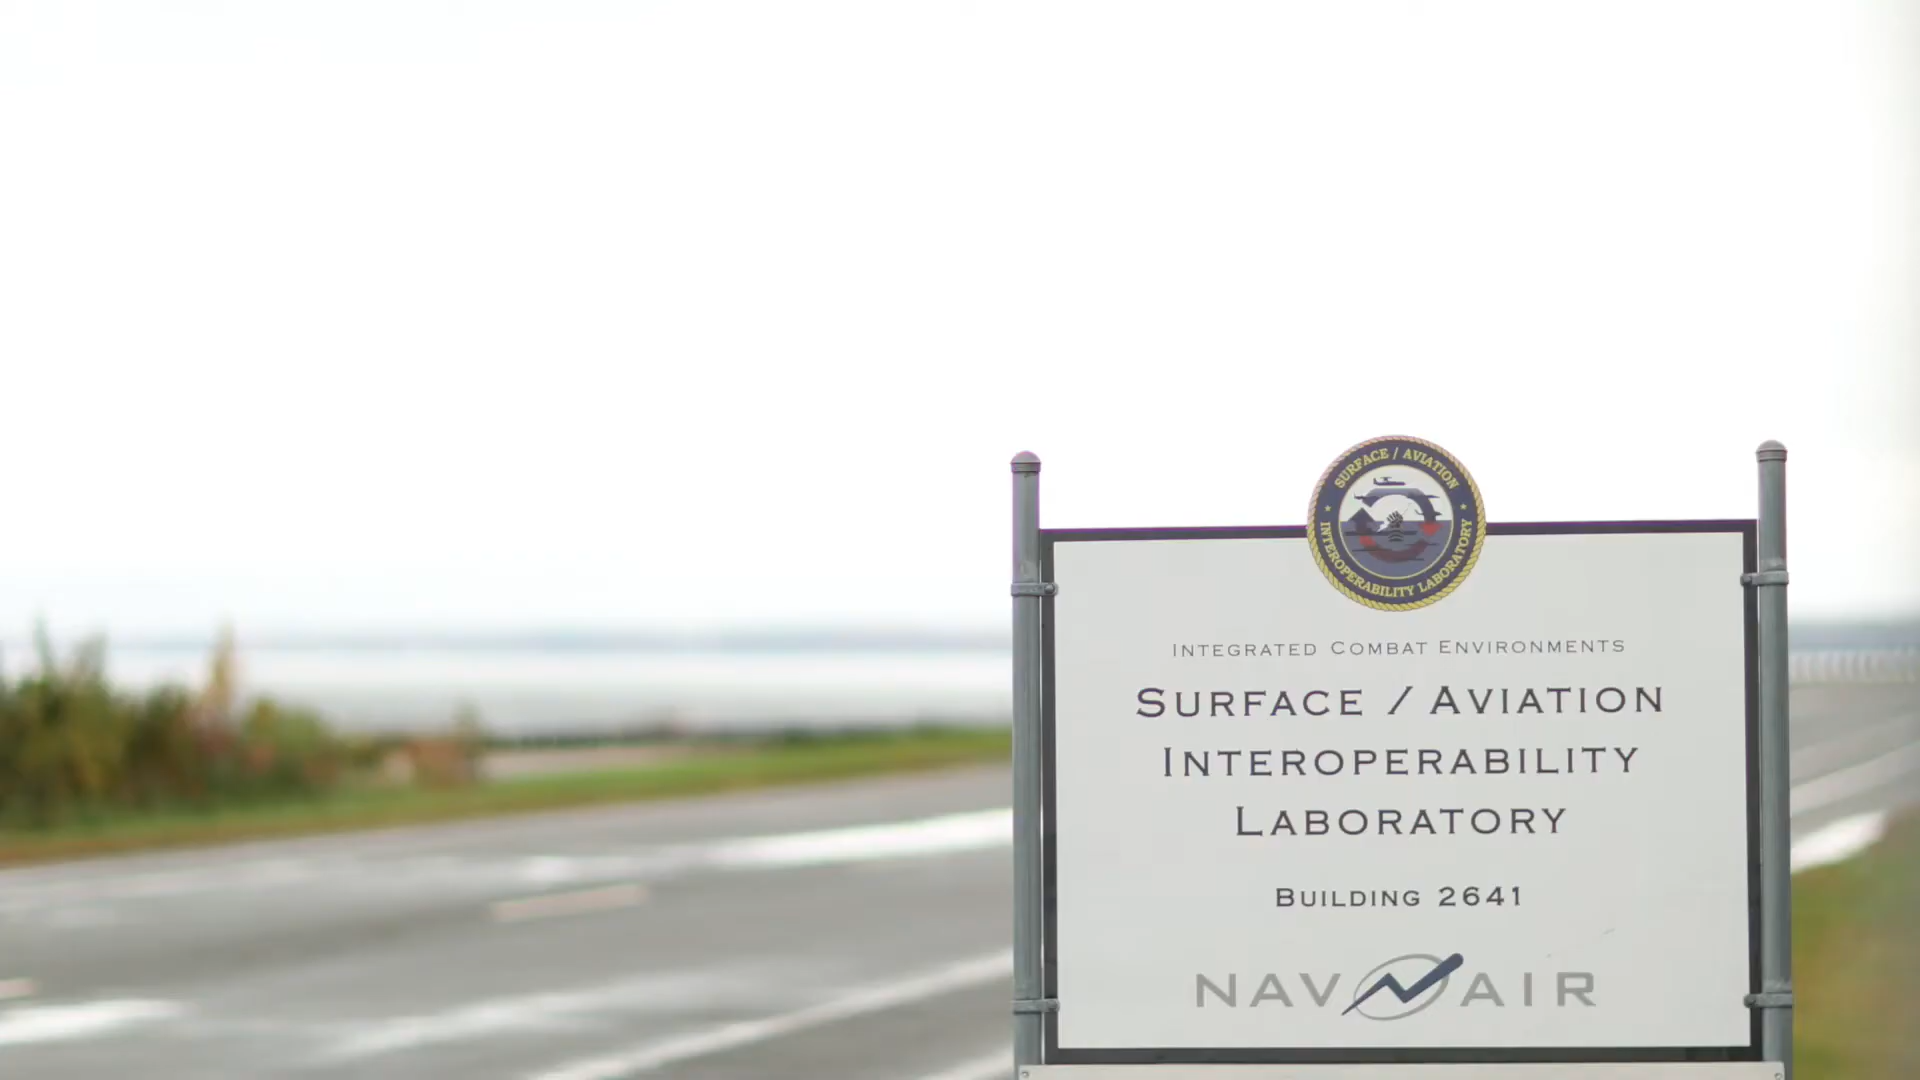 SURFACE / AVIATION
INTEROPERABILITY LABORATORY
INTEGRATED COMBAT ENVIRONMENTS
SURFACE / AVIATION
INTEROPERABILITY
LABORATORY
BUILDING 2641
NAVAIR